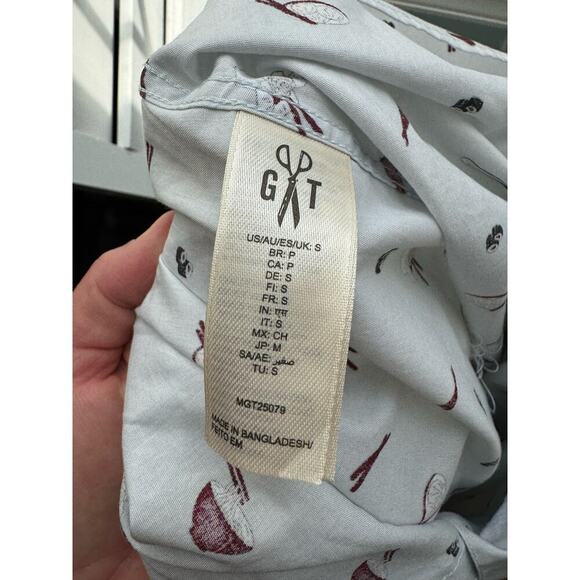 G T
US/AU/ES/UK: S
BR: P
CA: P
DE: S
FI: S
FR: S
IN: एस
IT: S
MX: CH
JP: M
SA/AE: صغير
TU: S
MGT25079
MADE IN BANGLADESH/
FEITO EM